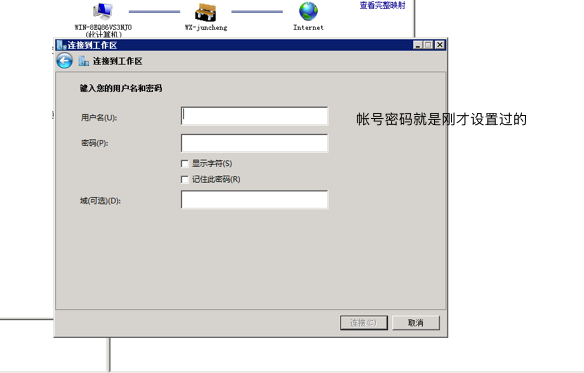 查看完整映射
WIN-8EQ86VS3NJO
(此计算机)
WX-juncheng
Internet
连接到工作区
连接到工作区
键入您的用户名和密码
用户名(U):
帐号密码就是刚才设置过的
密码(P):
显示字符(S)
记住此密码(R)
域(可选)(D):
连接(C)
取消